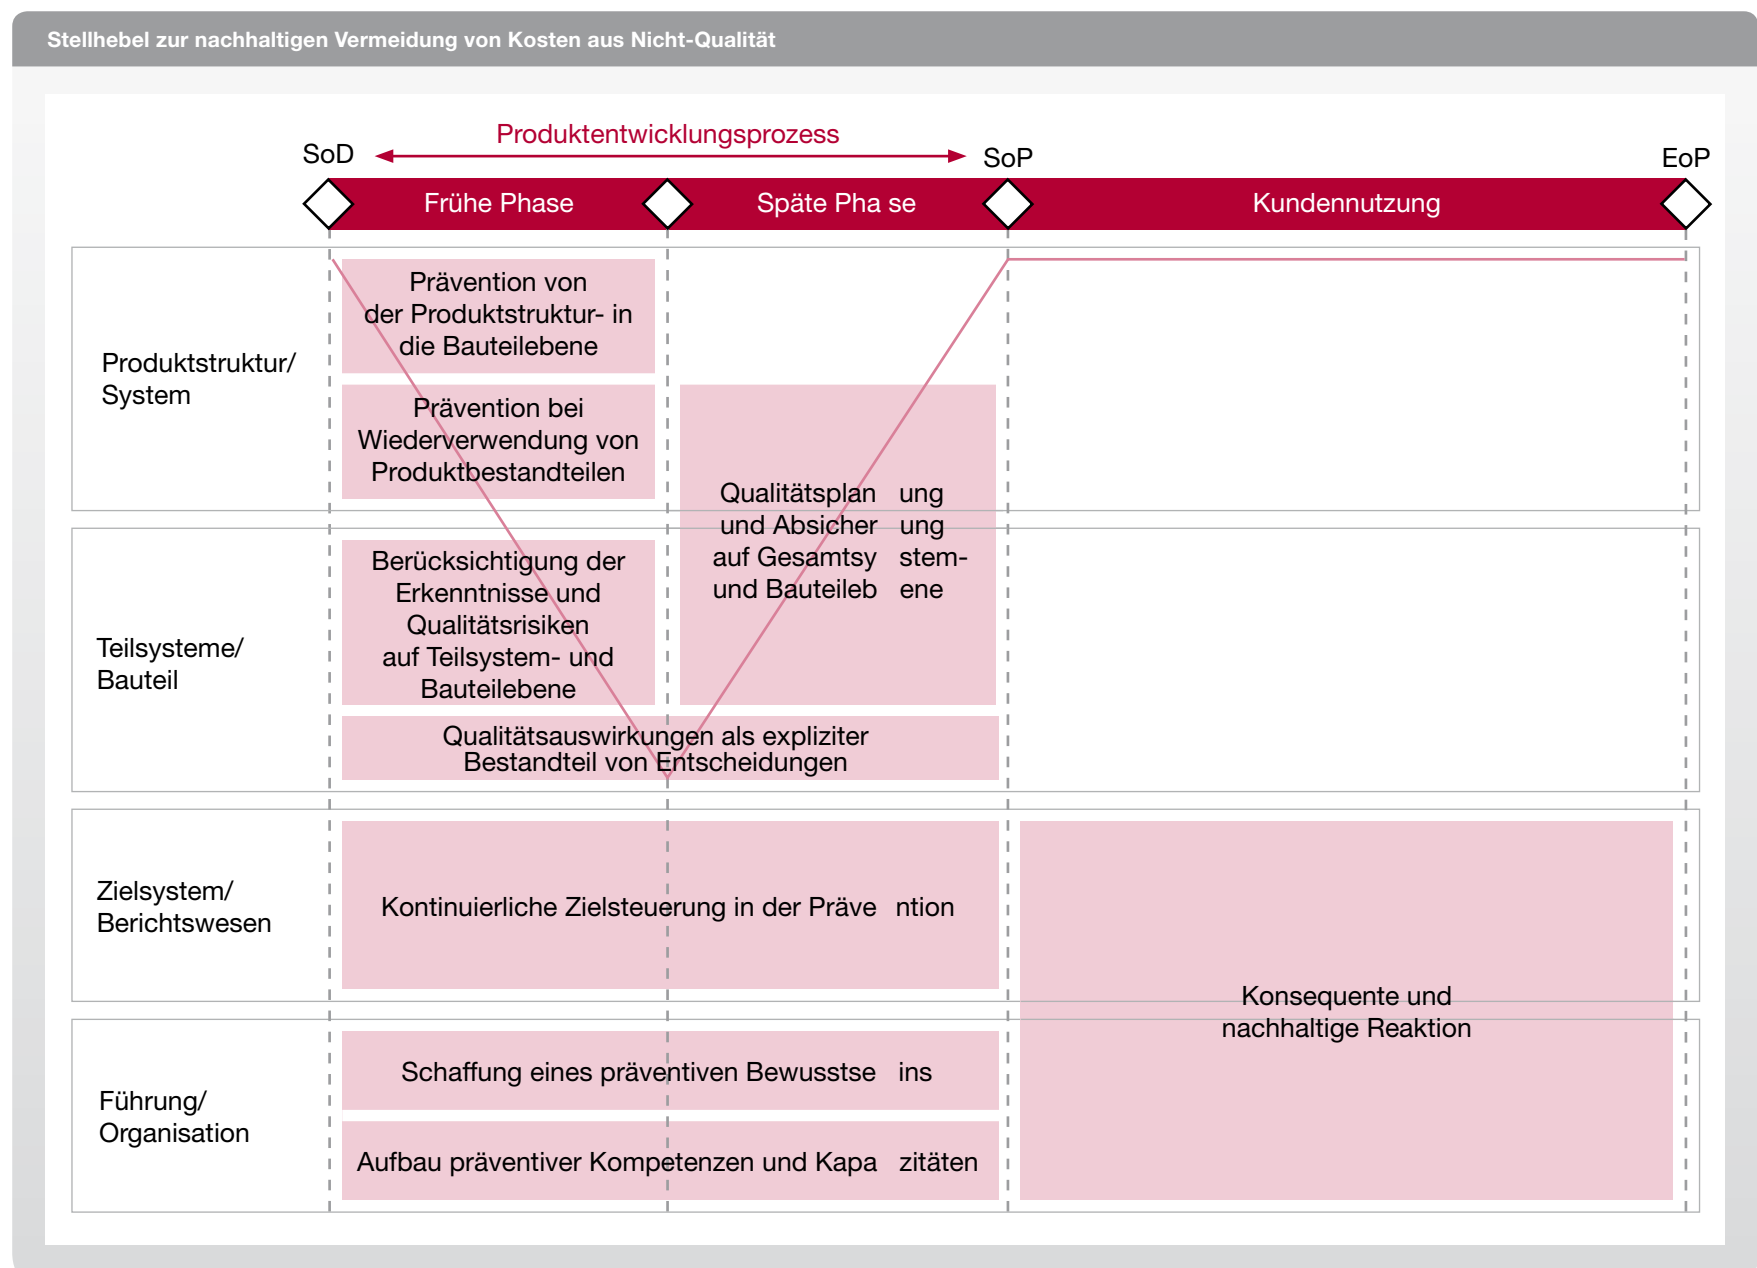 Stellhebel zur nachhaltigen Vermeidung von Kosten aus Nicht-Qualität
Produktentwicklungsprozess
SoD
SoP
EoP
Frühe Phase
Späte Pha se
Kundennutzung
Produktstruktur/
System
Prävention von
der Produktstruktur- in
die Bauteilebene
Prävention bei
Wiederverwendung von
Produktbestandteilen
Qualitätsplan ung
und Absicher ung
auf Gesamtsy stem-
und Bauteileb ene
Teilsysteme/
Bauteil
Berücksichtigung der
Erkenntnisse und
Qualitätsrisiken
auf Teilsystem- und
Bauteilebene
Qualitätsauswirkungen als expliziter
Bestandteil von Entscheidungen
Zielsystem/
Berichtswesen
Kontinuierliche Zielsteuerung in der Präve ntion
Konsequente und
nachhaltige Reaktion
Führung/
Organisation
Schaffung eines präventiven Bewusstse ins
Aufbau präventiver Kompetenzen und Kapa zitäten